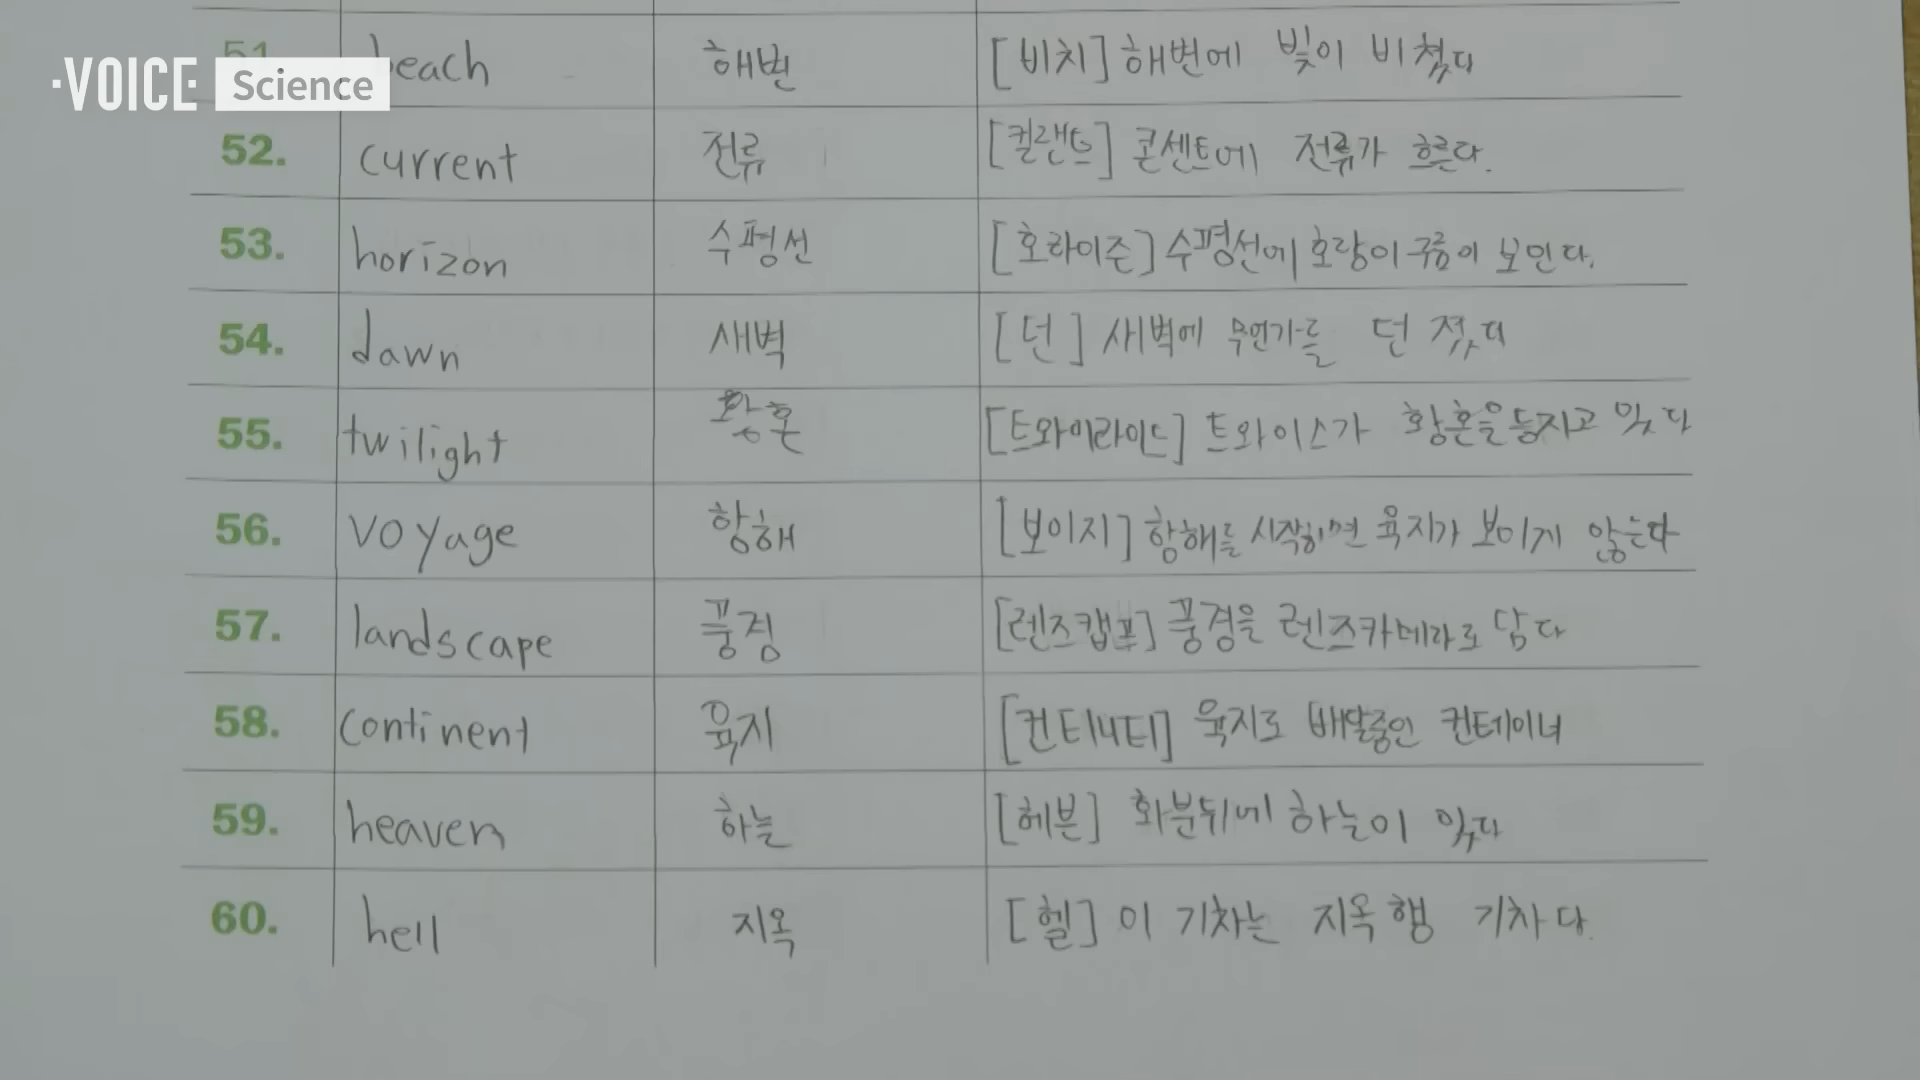 ·VOICE Science
51. beach 해변 [비치] 해변에 빛이 비쳤다
52. current 전류 [컬랜트] 콘센트에 전류가 흐른다.
53. horizon 수평선 [호라이즌] 수평선에 호랑이 구름이 보인다.
54. dawn 새벽 [던] 새벽에 무언가를 던졌다
55. twilight 황혼 [트와이라이트] 트와이스가 황혼을 등지고 있다
56. voyage 항해 [보이지] 항해를 시작하면 육지가 보이게 않는다
57. landscape 풍경 [렌즈캡프] 풍경을 렌즈카메라로 담다
58. continent 육지 [컨티니티] 육지로 배달중인 컨테이너
59. heaven 하늘 [헤븐] 화분뒤에 하늘이 있다
60. hell 지옥 [헬] 이 기차는 지옥행 기차다.